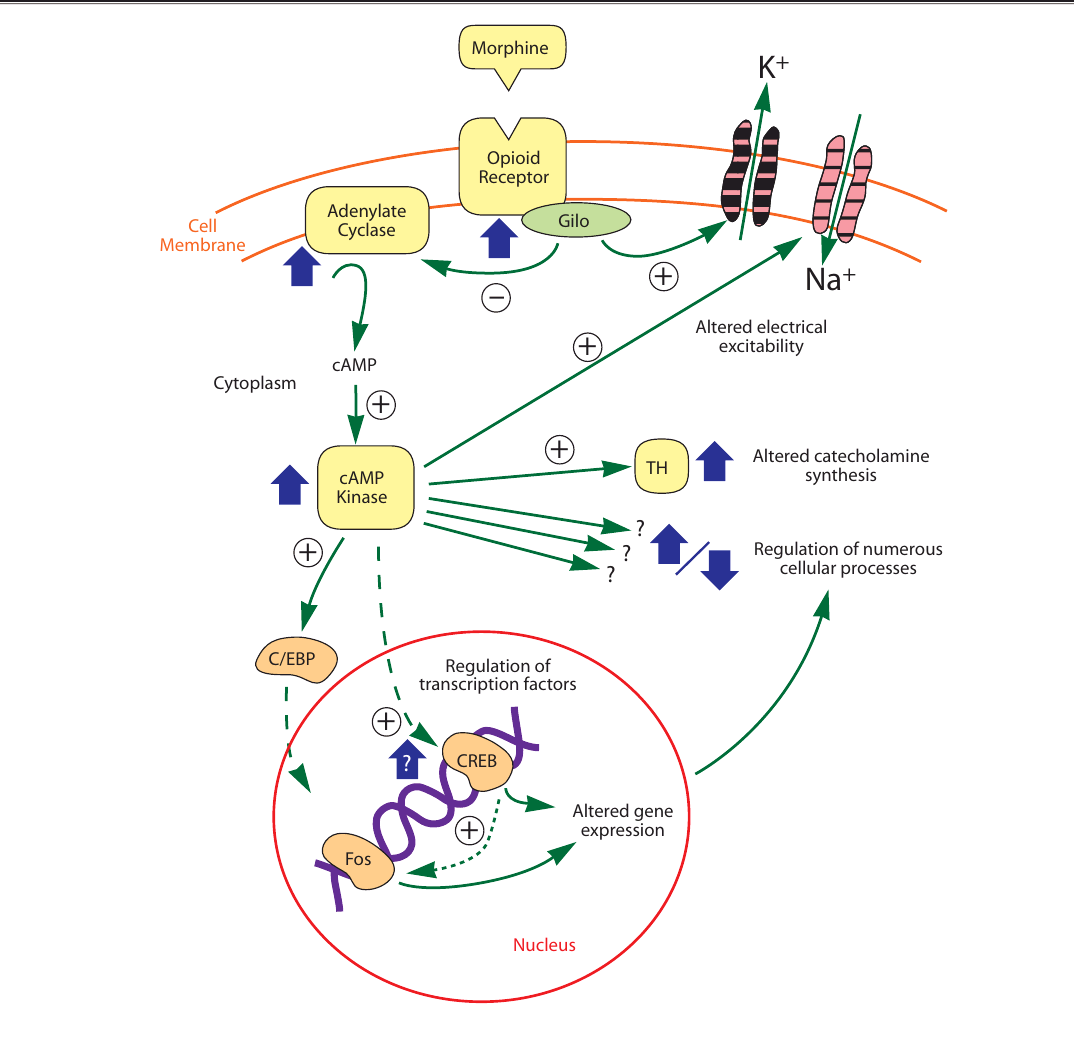 Morphine
K+
Opioid
Receptor
Adenylate
Cyclase
Gilo
Cell
Membrane
+
−
Na+
Altered electrical
excitability
+
cAMP
Cytoplasm
+
+
TH
Altered catecholamine
synthesis
cAMP
Kinase
?
?
?
Regulation of numerous
cellular processes
+
C/EBP
Regulation of
transcription factors
+
?
CREB
Altered gene
expression
+
Fos
Nucleus